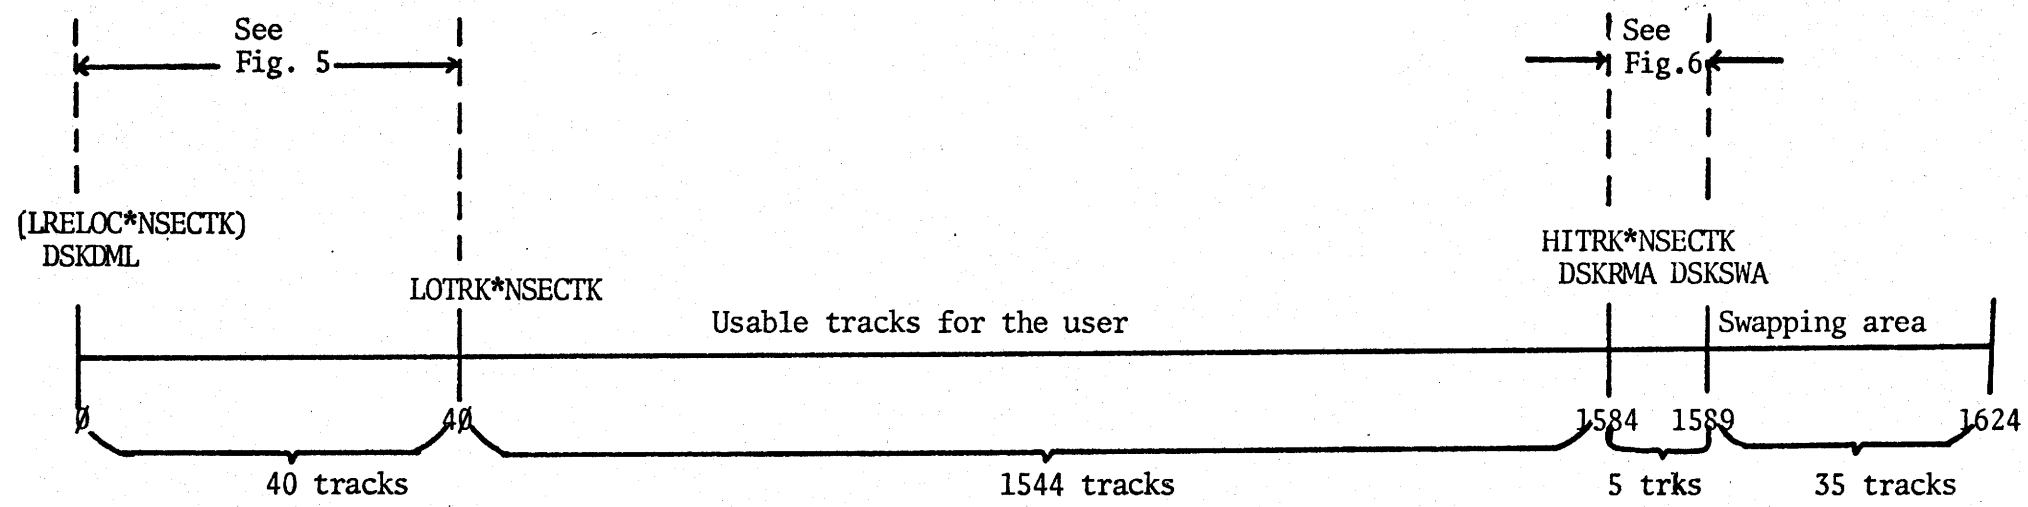 See
Fig. 5
See
Fig.6
(LRELOC*NSECTK)
DSKDML
LOTRK*NSECTK
HITRK*NSECTK
DSKRMA DSKSWA
Usable tracks for the user
Swapping area
0 40 1584 1589 1624
40 tracks 1544 tracks 5 trks 35 tracks